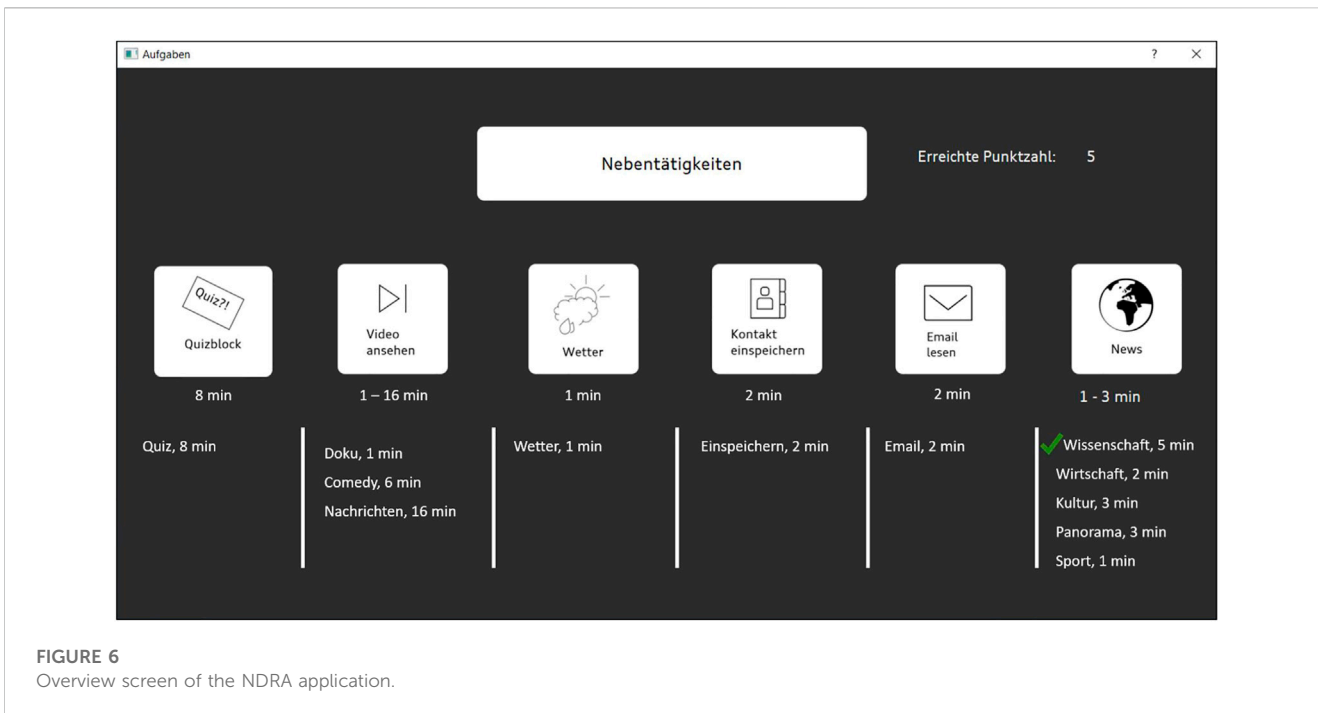 Aufgaben
?
Nebentätigkeiten
Erreichte Punktzahl: 5
Quiz?!
Quizblock
Video
ansehen
Wetter
Kontakt
einspeichern
Email
lesen
News
8 min
1 – 16 min
1 min
2 min
2 min
1 - 3 min
Quiz, 8 min
Doku, 1 min
Comedy, 6 min
Nachrichten, 16 min
Wetter, 1 min
Einspeichern, 2 min
Email, 2 min
Wissenschaft, 5 min
Wirtschaft, 2 min
Kultur, 3 min
Panorama, 3 min
Sport, 1 min
FIGURE 6
Overview screen of the NDRA application.